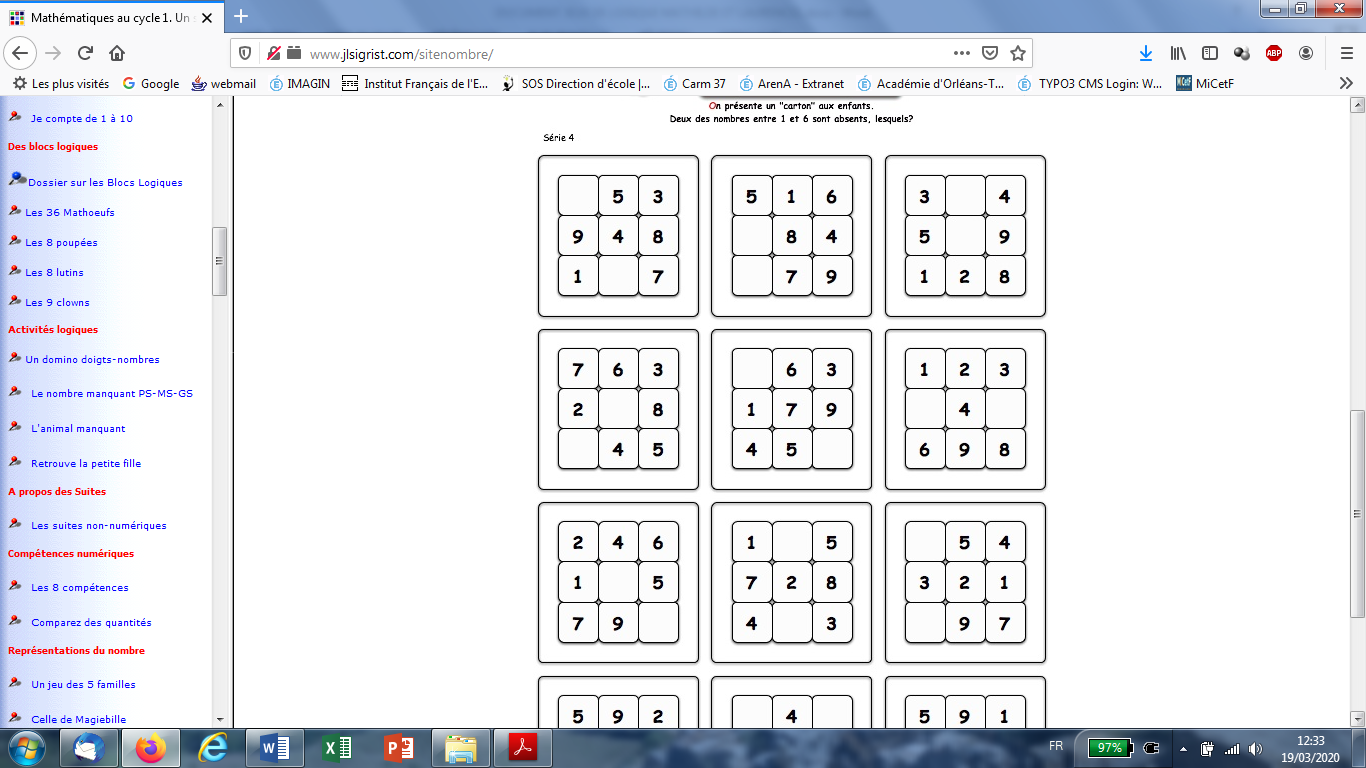 Mathématiques au cycle 1. Un s
www.jlsigrist.com/sitenombre/
ABP
Les plus visités
Google
webmail
IMAGIN
Institut Français de l'E...
SOS Direction d'école |...
Carm 37
ArenA - Extranet
Académie d'Orléans-T...
TYPO3 CMS Login: W...
MiCetF
Je compte de 1 à 10
Des blocs logiques
Dossier sur les Blocs Logiques
Les 36 Mathoeufs
Les 8 poupées
Les 8 lutins
Les 9 clowns
Activités logiques
Un domino doigts-nombres
Le nombre manquant PS-MS-GS
L'animal manquant
Retrouve la petite fille
A propos des Suites
Les suites non-numériques
Compétences numériques
Les 8 compétences
Comparez des quantités
Représentations du nombre
Un jeu des 5 familles
Celle de Magiebille
On présente un "carton" aux enfants.
Deux des nombres entre 1 et 6 sont absents, lesquels?
Série 4
5 3
9 4 8
1 7
5 1 6
8 4
7 9
3 4
5 9
1 2 8
7 6 3
2 8
4 5
6 3
1 7 9
4 5
1 2 3
4
6 9 8
2 4 6
1 5
7 9
1 5
7 2 8
4 3
5 4
3 2 1
9 7
5 9 2
4
5 9 1
FR
97%
12:33
19/03/2020